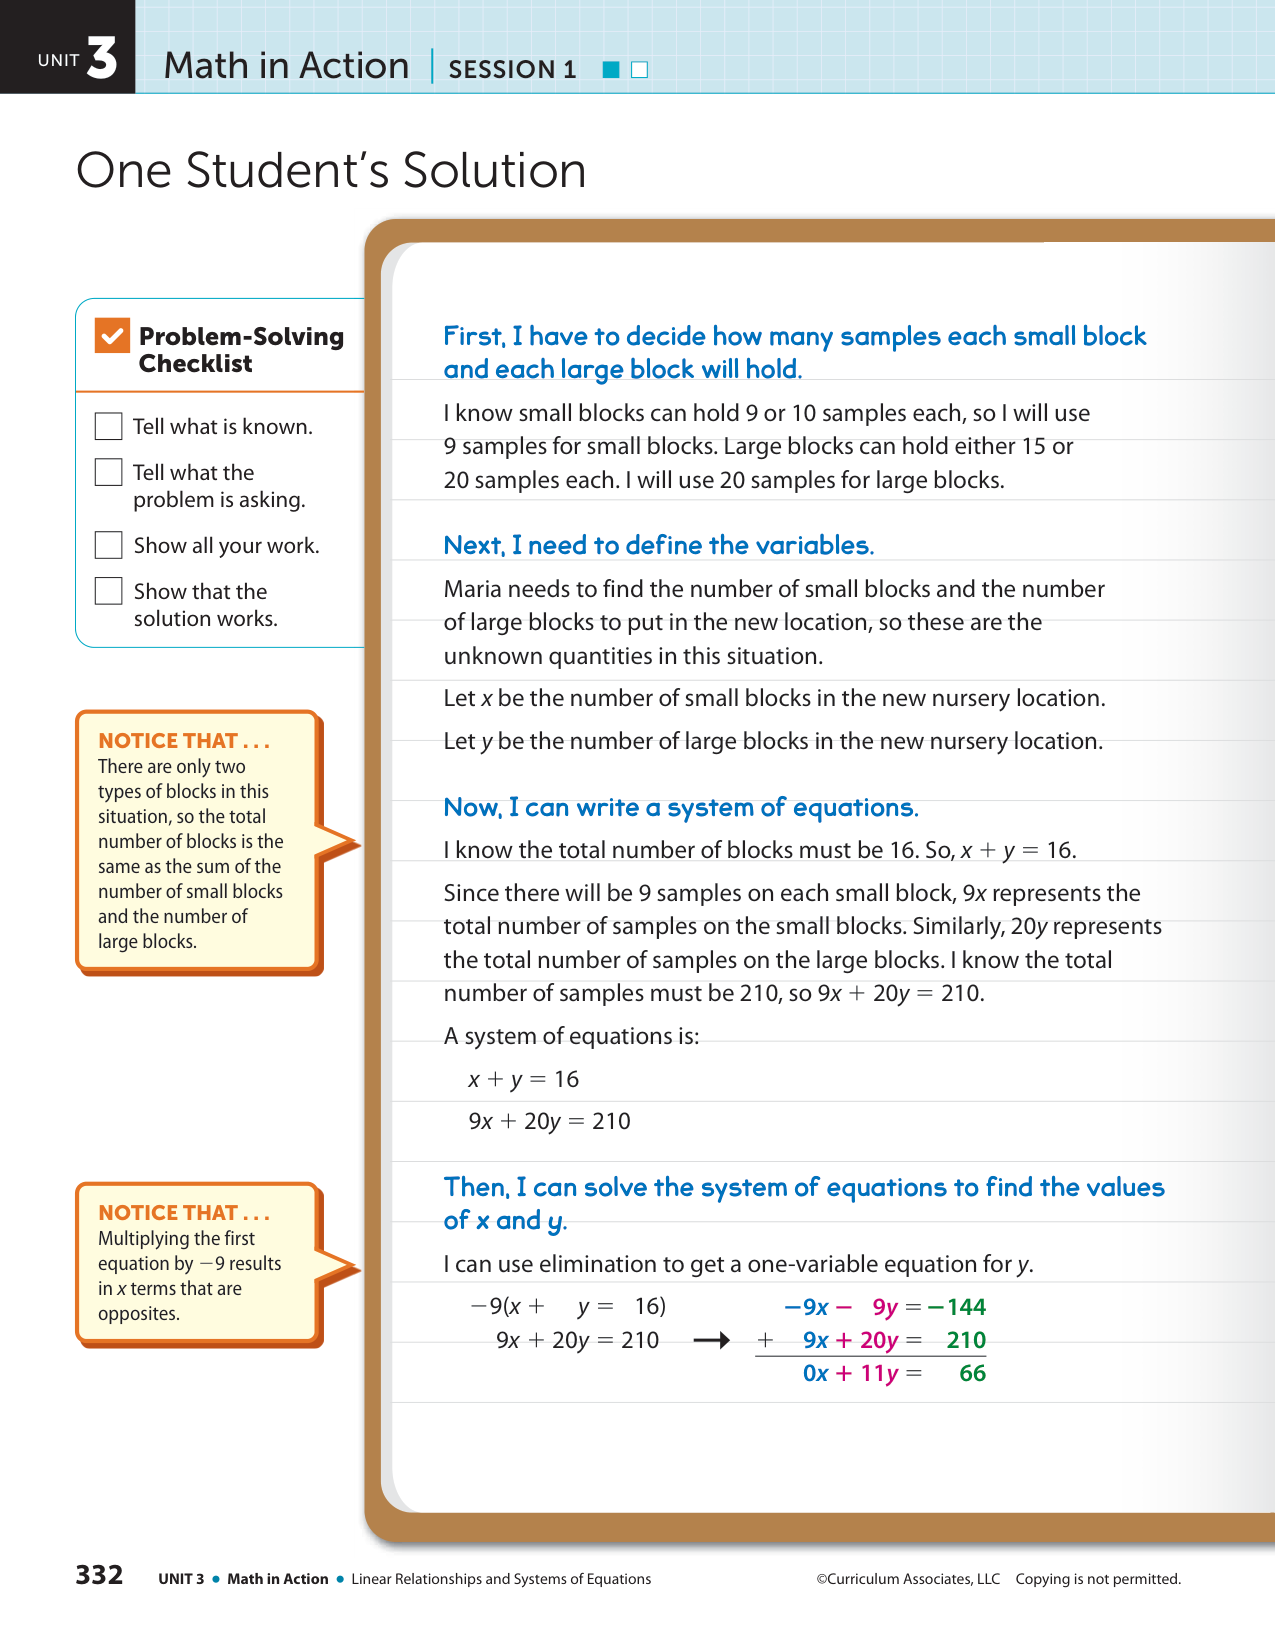 UNIT 3 Math in Action | SESSION 1
One Student’s Solution
Problem-Solving
Checklist
Tell what is known.
Tell what the
problem is asking.
Show all your work.
Show that the
solution works.
NOTICE THAT . . .
There are only two
types of blocks in this
situation, so the total
number of blocks is the
same as the sum of the
number of small blocks
and the number of
large blocks.
NOTICE THAT . . .
Multiplying the first
equation by −9 results
in x terms that are
opposites.
First, I have to decide how many samples each small block
and each large block will hold.
I know small blocks can hold 9 or 10 samples each, so I will use
9 samples for small blocks. Large blocks can hold either 15 or
20 samples each. I will use 20 samples for large blocks.
Next, I need to define the variables.
Maria needs to find the number of small blocks and the number
of large blocks to put in the new location, so these are the
unknown quantities in this situation.
Let x be the number of small blocks in the new nursery location.
Let y be the number of large blocks in the new nursery location.
Now, I can write a system of equations.
I know the total number of blocks must be 16. So, x + y = 16.
Since there will be 9 samples on each small block, 9x represents the
total number of samples on the small blocks. Similarly, 20y represents
the total number of samples on the large blocks. I know the total
number of samples must be 210, so 9x + 20y = 210.
A system of equations is:
x + y = 16
9x + 20y = 210
Then, I can solve the system of equations to find the values
of x and y.
I can use elimination to get a one-variable equation for y.
−9(x + y = 16) −9x − 9y = −144
9x + 20y = 210 → + 9x + 20y = 210
0x + 11y = 66
332 UNIT 3 • Math in Action • Linear Relationships and Systems of Equations ©Curriculum Associates, LLC Copying is not permitted.